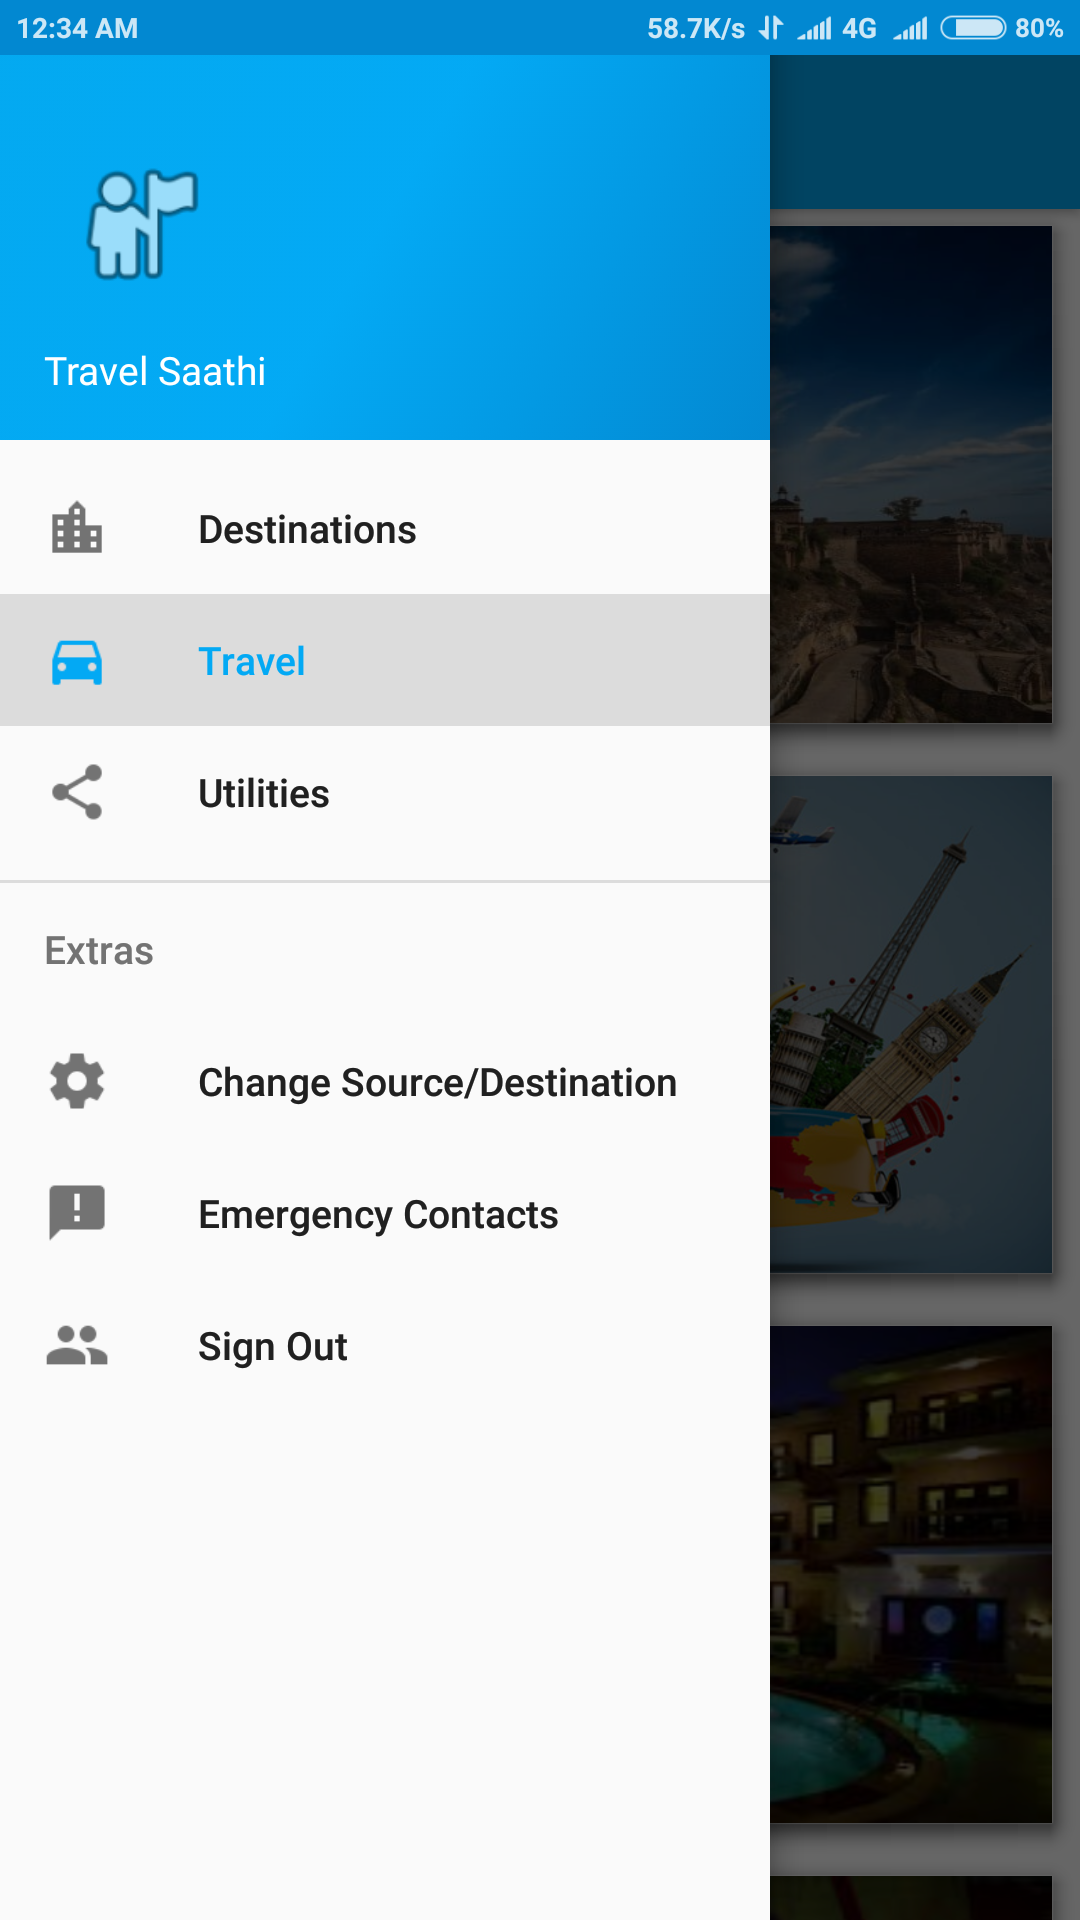 12:34 AM 58.7K/s 4G 80%
Travel Saathi
Destinations
Travel
Utilities
Extras
Change Source/Destination
Emergency Contacts
Sign Out